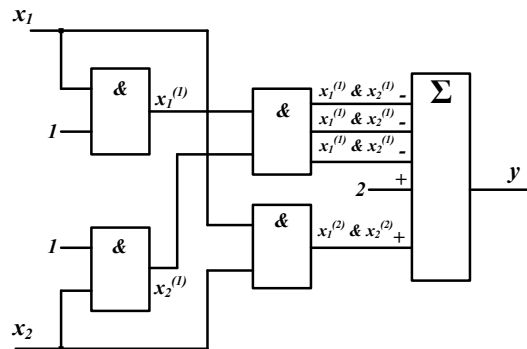 x₁
&
x₁⁽¹⁾
1
&
x₁⁽¹⁾ & x₂⁽¹⁾ -
x₁⁽¹⁾ & x₂⁽¹⁾ -
x₁⁽¹⁾ & x₂⁽¹⁾ -
Σ
2 +
y
1
&
x₂⁽¹⁾
&
x₁⁽²⁾ & x₂⁽²⁾ +
x₂